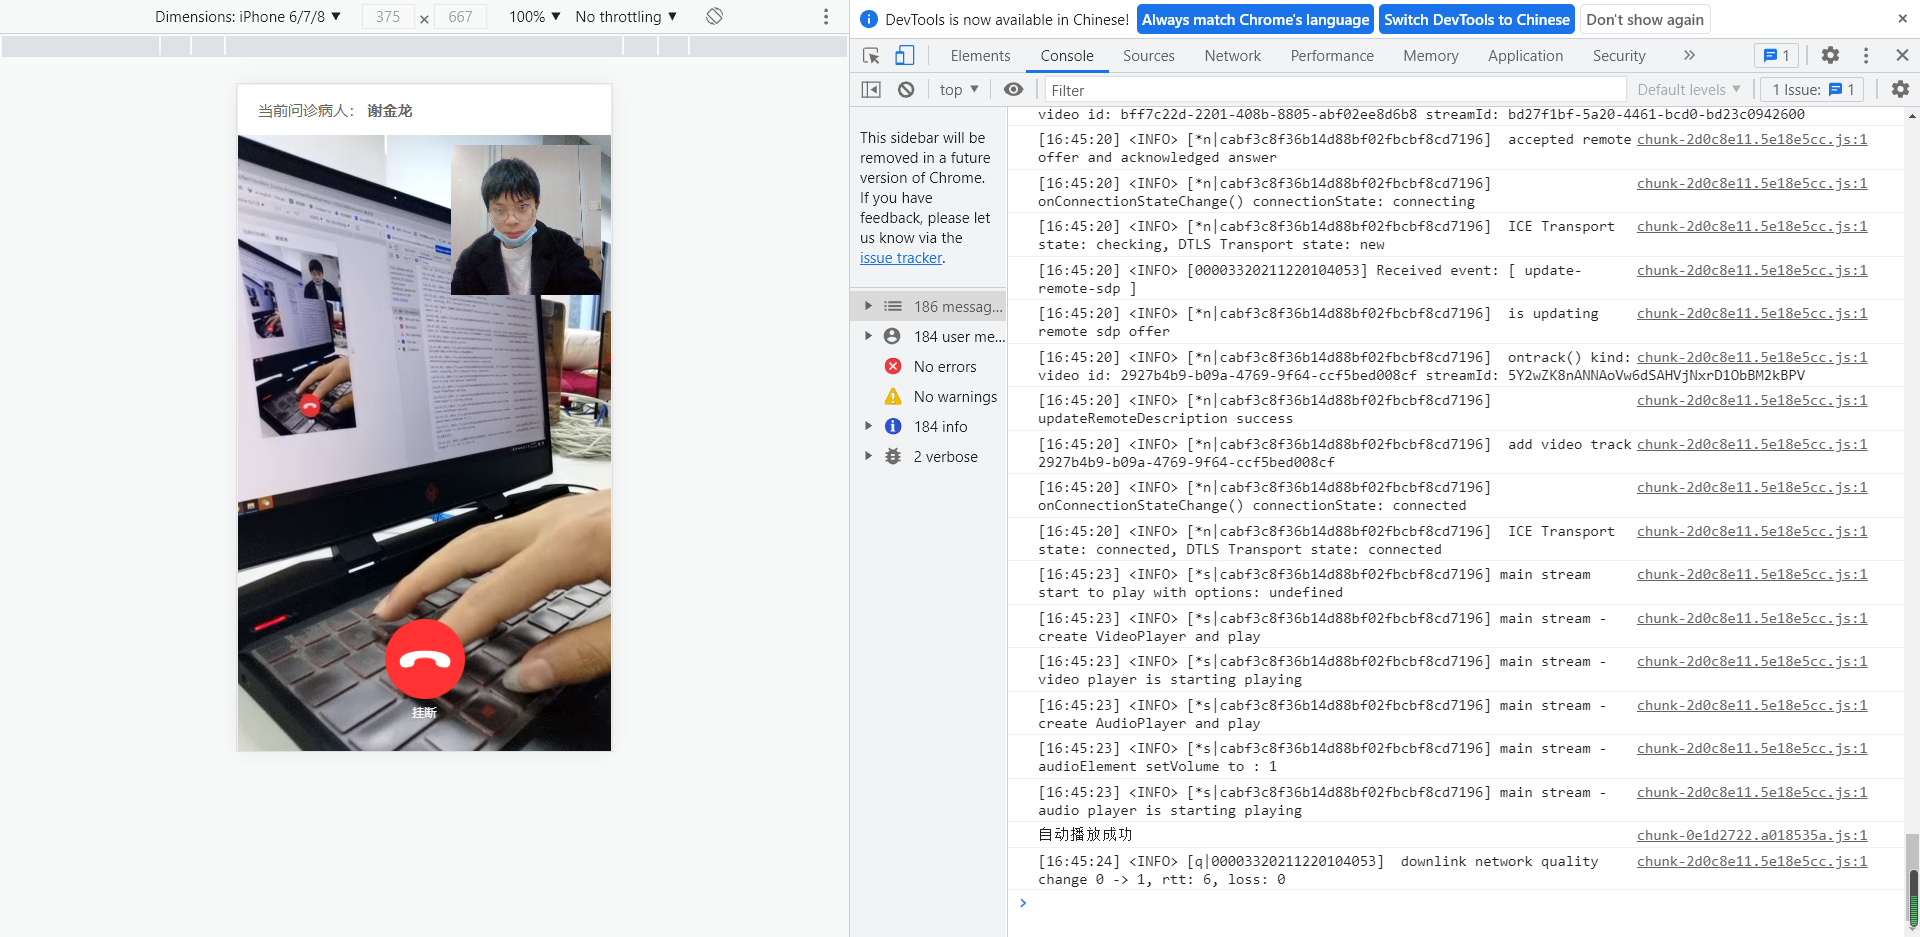 Dimensions: iPhone 6/7/8 ▼ 375 × 667 100% ▼ No throttling ▼
DevTools is now available in Chinese! Always match Chrome's language Switch DevTools to Chinese Don't show again
Elements Console Sources Network Performance Memory Application Security 1
top ▼ Filter Default levels ▼ 1 Issue: 1
当前问诊病人： 谢金龙
挂断
This sidebar will be
removed in a future
version of Chrome.
If you have
feedback, please let
us know via the
issue tracker.
186 messag...
184 user me...
No errors
No warnings
184 info
2 verbose
video id: bff7c22d-2201-408b-8805-abf02ee8d6b8 streamId: bd27f1bf-5a20-4461-bcd0-bd23c0942600
[16:45:20] <INFO> [*n|cabf3c8f36b14d88bf02fbcbf8cd7196] accepted remote chunk-2d0c8e11.5e18e5cc.js:1
offer and acknowledged answer
[16:45:20] <INFO> [*n|cabf3c8f36b14d88bf02fbcbf8cd7196] chunk-2d0c8e11.5e18e5cc.js:1
onConnectionStateChange() connectionState: connecting
[16:45:20] <INFO> [*n|cabf3c8f36b14d88bf02fbcbf8cd7196] ICE Transport chunk-2d0c8e11.5e18e5cc.js:1
state: checking, DTLS Transport state: new
[16:45:20] <INFO> [00003320211220104053] Received event: [ update- chunk-2d0c8e11.5e18e5cc.js:1
remote-sdp ]
[16:45:20] <INFO> [*n|cabf3c8f36b14d88bf02fbcbf8cd7196] is updating chunk-2d0c8e11.5e18e5cc.js:1
remote sdp offer
[16:45:20] <INFO> [*n|cabf3c8f36b14d88bf02fbcbf8cd7196] ontrack() kind: chunk-2d0c8e11.5e18e5cc.js:1
video id: 2927b4b9-b09a-4769-9f64-ccf5bed008cf streamId: 5Y2wZK8nANNAoVw6dSAHVjNxrD1ObBM2kBPV
[16:45:20] <INFO> [*n|cabf3c8f36b14d88bf02fbcbf8cd7196] chunk-2d0c8e11.5e18e5cc.js:1
updateRemoteDescription success
[16:45:20] <INFO> [*n|cabf3c8f36b14d88bf02fbcbf8cd7196] add video track chunk-2d0c8e11.5e18e5cc.js:1
2927b4b9-b09a-4769-9f64-ccf5bed008cf
[16:45:20] <INFO> [*n|cabf3c8f36b14d88bf02fbcbf8cd7196] chunk-2d0c8e11.5e18e5cc.js:1
onConnectionStateChange() connectionState: connected
[16:45:20] <INFO> [*n|cabf3c8f36b14d88bf02fbcbf8cd7196] ICE Transport chunk-2d0c8e11.5e18e5cc.js:1
state: connected, DTLS Transport state: connected
[16:45:23] <INFO> [*s|cabf3c8f36b14d88bf02fbcbf8cd7196] main stream chunk-2d0c8e11.5e18e5cc.js:1
start to play with options: undefined
[16:45:23] <INFO> [*s|cabf3c8f36b14d88bf02fbcbf8cd7196] main stream - chunk-2d0c8e11.5e18e5cc.js:1
create VideoPlayer and play
[16:45:23] <INFO> [*s|cabf3c8f36b14d88bf02fbcbf8cd7196] main stream - chunk-2d0c8e11.5e18e5cc.js:1
video player is starting playing
[16:45:23] <INFO> [*s|cabf3c8f36b14d88bf02fbcbf8cd7196] main stream - chunk-2d0c8e11.5e18e5cc.js:1
create AudioPlayer and play
[16:45:23] <INFO> [*s|cabf3c8f36b14d88bf02fbcbf8cd7196] main stream - chunk-2d0c8e11.5e18e5cc.js:1
audioElement setVolume to : 1
[16:45:23] <INFO> [*s|cabf3c8f36b14d88bf02fbcbf8cd7196] main stream - chunk-2d0c8e11.5e18e5cc.js:1
audio player is starting playing
自动播放成功 chunk-0e1d2722.a018535a.js:1
[16:45:24] <INFO> [q|00003320211220104053] downlink network quality chunk-2d0c8e11.5e18e5cc.js:1
change 0 -> 1, rtt: 6, loss: 0